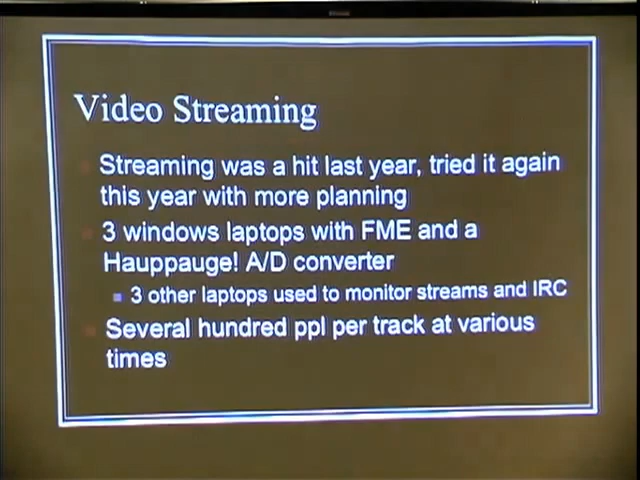 Video Streaming
Streaming was a hit last year, tried it again
this year with more planning
3 windows laptops with FME and a
Hauppauge! A/D converter
3 other laptops used to monitor streams and IRC
Several hundred ppl per track at various
times